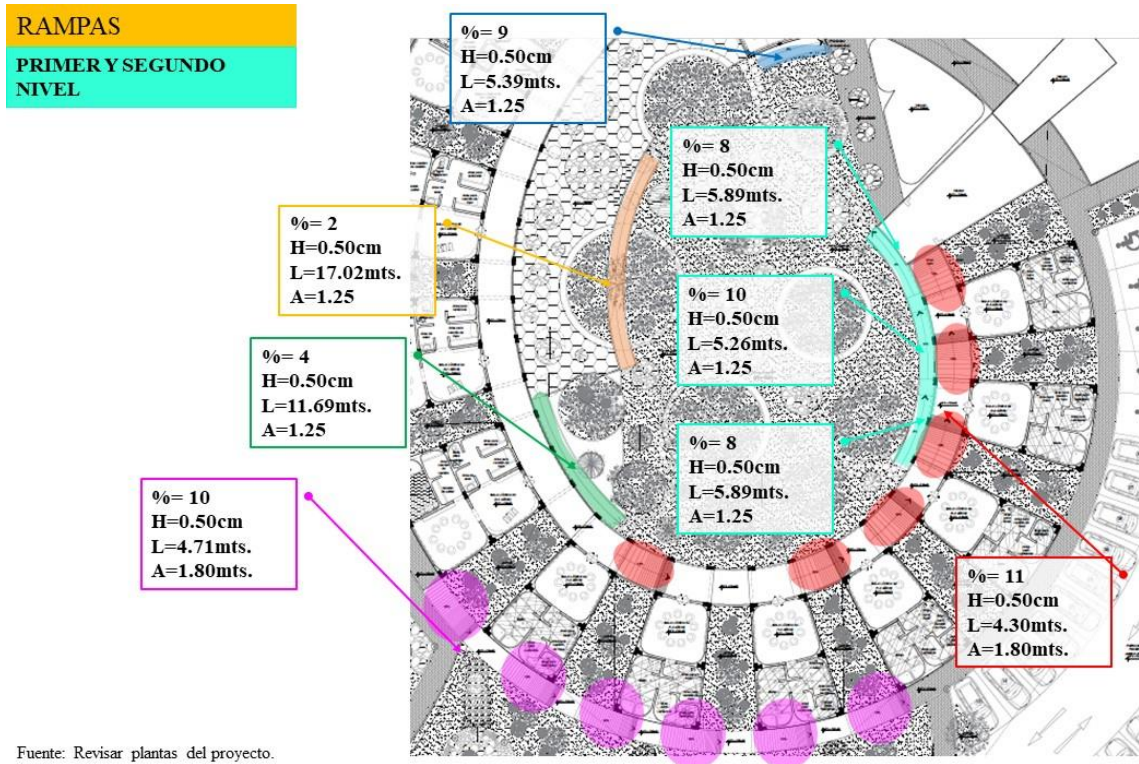 RAMPAS
PRIMER Y SEGUNDO
NIVEL
%= 9
H=0.50cm
L=5.39mts.
A=1.25
%= 8
H=0.50cm
L=5.89mts.
A=1.25
%= 2
H=0.50cm
L=17.02mts.
A=1.25
%= 10
H=0.50cm
L=5.26mts.
A=1.25
%= 4
H=0.50cm
L=11.69mts.
A=1.25
%= 8
H=0.50cm
L=5.89mts.
A=1.25
%= 10
H=0.50cm
L=4.71mts.
A=1.80mts.
%= 11
H=0.50cm
L=4.30mts.
A=1.80mts.
Fuente: Revisar plantas del proyecto.